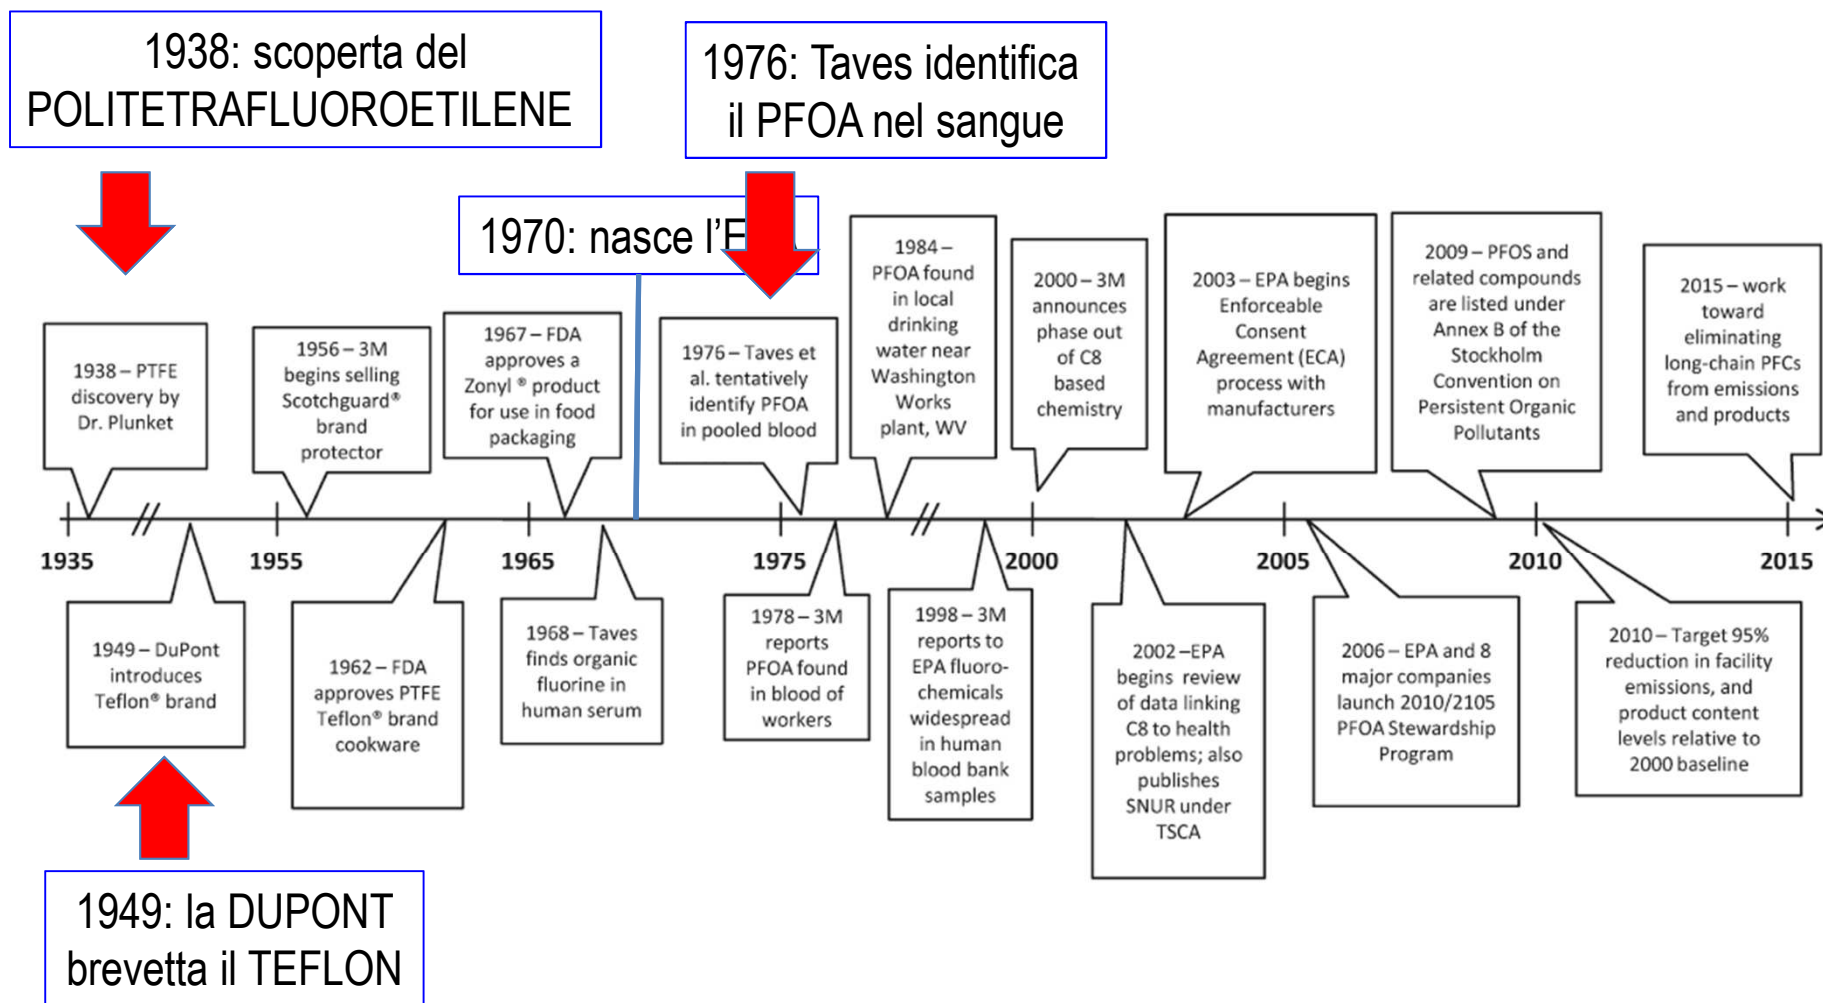 1938: scoperta del
POLITETRAFLUOROETILENE
1976: Taves identifica
il PFOA nel sangue
1970: nasce l’
1938 – PTFE
discovery by
Dr. Plunket
1956 – 3M
begins selling
Scotchguard®
brand
protector
1967 – FDA
approves a
Zonyl ® product
for use in food
packaging
1976 – Taves et
al. tentatively
identify PFOA
in pooled blood
1984 –
PFOA found
in local
drinking
water near
Washington
Works
plant, WV
2000 – 3M
announces
phase out
of C8
based
chemistry
2003 – EPA begins
Enforceable
Consent
Agreement (ECA)
process with
manufacturers
2009 – PFOS and
related compounds
are listed under
Annex B of the
Stockholm
Convention on
Persistent Organic
Pollutants
2015 – work
toward
eliminating
long-chain PFCs
from emissions
and products
1935 1955 1965 1975 2000 2005 2010 2015
1949 – DuPont
introduces
Teflon® brand
1962 – FDA
approves PTFE
Teflon® brand
cookware
1968 – Taves
finds organic
fluorine in
human serum
1978 – 3M
reports
PFOA found
in blood of
workers
1998 – 3M
reports to
EPA fluoro-
chemicals
widespread
in human
blood bank
samples
2002 –EPA
begins review
of data linking
C8 to health
problems; also
publishes
SNUR under
TSCA
2006 – EPA and 8
major companies
launch 2010/2105
PFOA Stewardship
Program
2010 – Target 95%
reduction in facility
emissions, and
product content
levels relative to
2000 baseline
1949: la DUPONT
brevetta il TEFLON